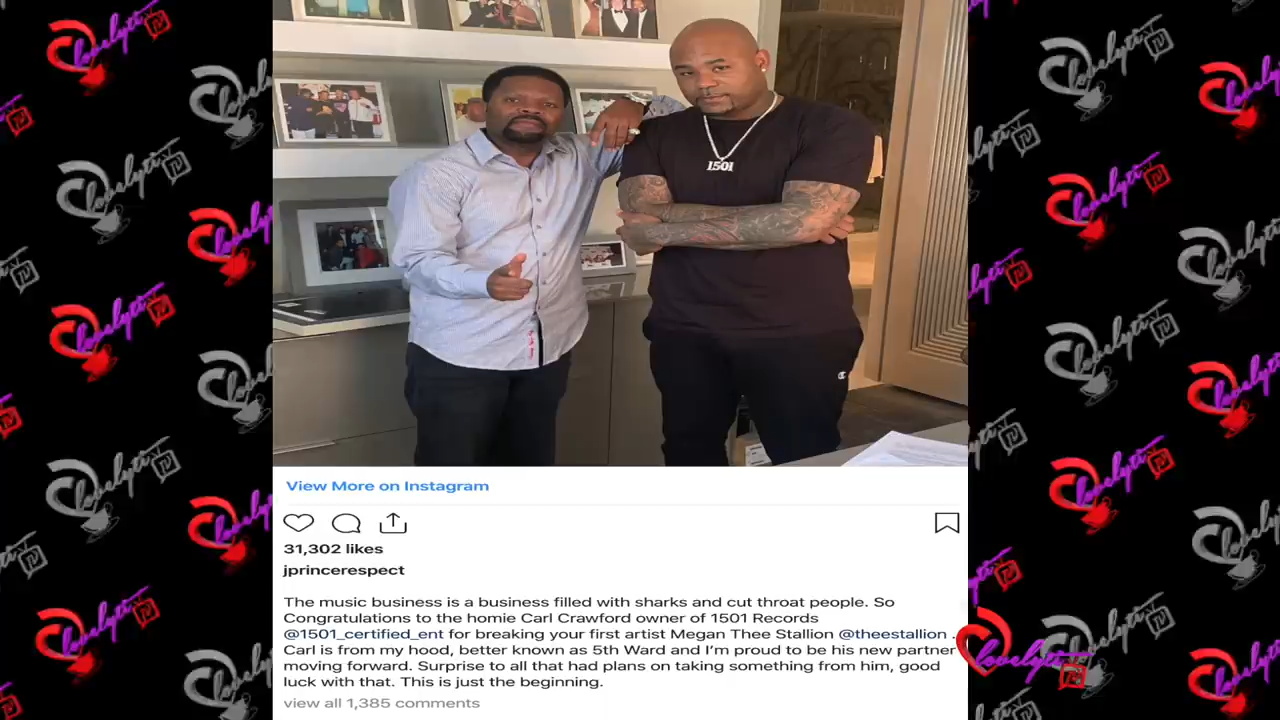 1501
View More on Instagram
31,302 likes
jprincerespect
The music business is a business filled with sharks and cut throat people. So
Congratulations to the homie Carl Crawford owner of 1501 Records
@1501_certified_ent for breaking your first artist Megan Thee Stallion @theestallion .
Carl is from my hood, better known as 5th Ward and I’m proud to be his new partner
moving forward. Surprise to all that had plans on taking something from him, good
luck with that. This is just the beginning.
view all 1,385 comments